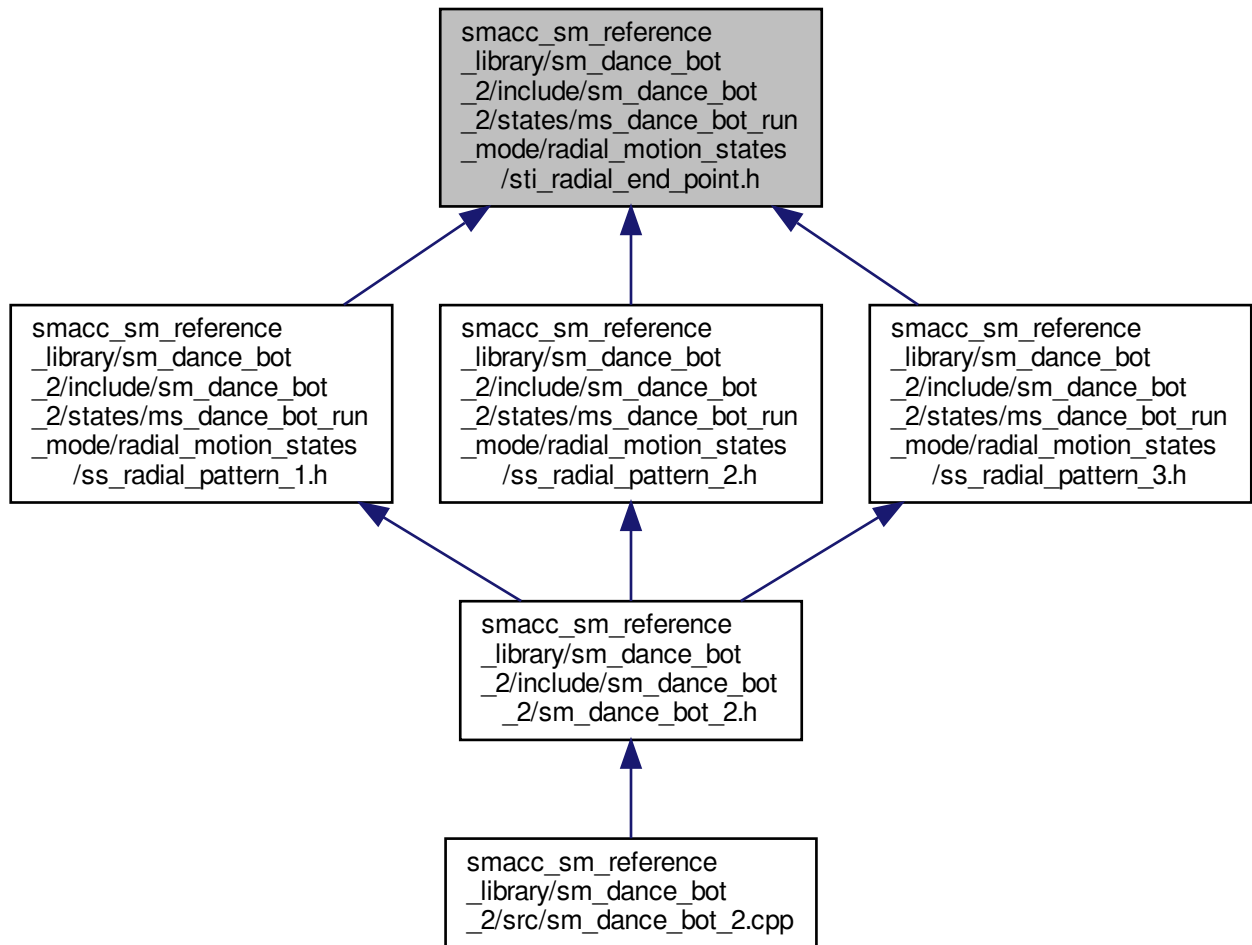 smacc_sm_reference
_library/sm_dance_bot
_2/include/sm_dance_bot
_2/states/ms_dance_bot_run
_mode/radial_motion_states
/sti_radial_end_point.h
smacc_sm_reference
_library/sm_dance_bot
_2/include/sm_dance_bot
_2/states/ms_dance_bot_run
_mode/radial_motion_states
/ss_radial_pattern_1.h
smacc_sm_reference
_library/sm_dance_bot
_2/include/sm_dance_bot
_2/states/ms_dance_bot_run
_mode/radial_motion_states
/ss_radial_pattern_2.h
smacc_sm_reference
_library/sm_dance_bot
_2/include/sm_dance_bot
_2/states/ms_dance_bot_run
_mode/radial_motion_states
/ss_radial_pattern_3.h
smacc_sm_reference
_library/sm_dance_bot
_2/include/sm_dance_bot
_2/sm_dance_bot_2.h
smacc_sm_reference
_library/sm_dance_bot
_2/src/sm_dance_bot_2.cpp